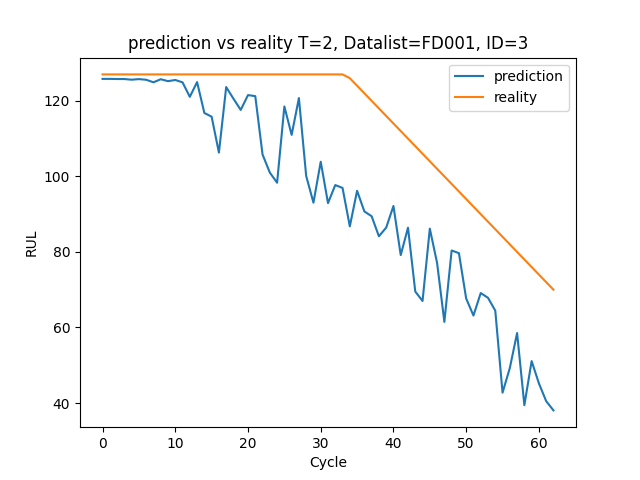 prediction vs reality T=2, Datalist=FD001, ID=3
prediction
reality
RUL
120
100
80
60
40
0 10 20 30 40 50 60
Cycle